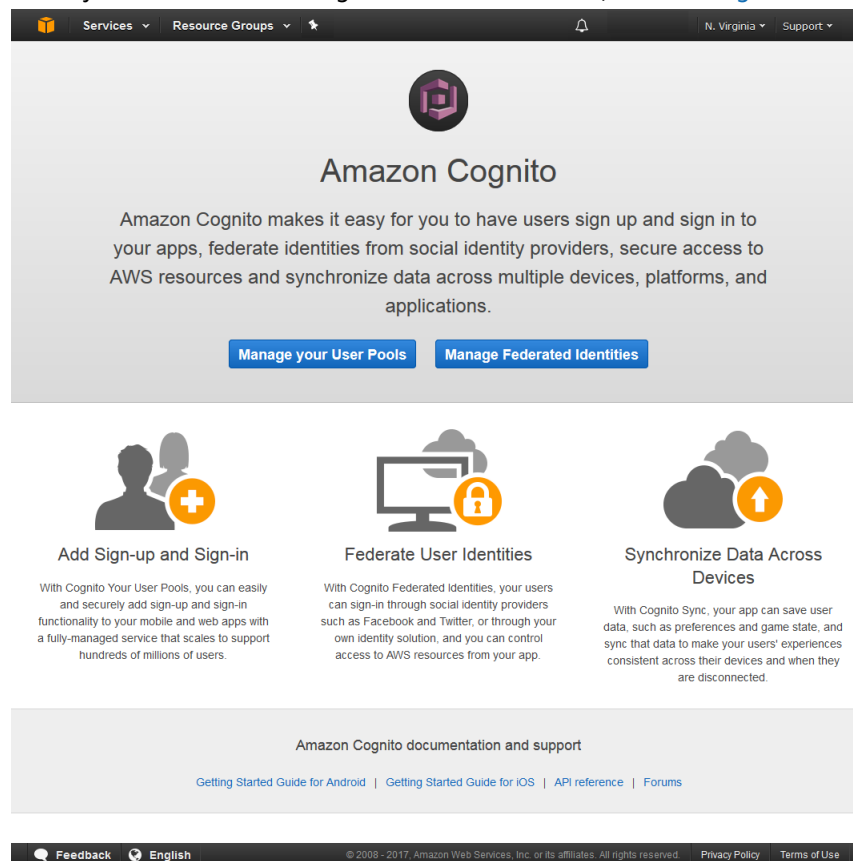 Services Resource Groups N. Virginia Support
Amazon Cognito
Amazon Cognito makes it easy for you to have users sign up and sign in to
your apps, federate identities from social identity providers, secure access to
AWS resources and synchronize data across multiple devices, platforms, and
applications.
Manage your User Pools Manage Federated Identities
Add Sign-up and Sign-in
With Cognito Your User Pools, you can easily
and securely add sign-up and sign-in
functionality to your mobile and web apps with
a fully-managed service that scales to support
hundreds of millions of users.
Federate User Identities
With Cognito Federated Identities, your users
can sign-in through social identity providers
such as Facebook and Twitter, or through your
own identity solution, and you can control
access to AWS resources from your app.
Synchronize Data Across
Devices
With Cognito Sync, your app can save user
data, such as preferences and game state, and
sync that data to make your users' experiences
consistent across their devices and when they
are disconnected.
Amazon Cognito documentation and support
Getting Started Guide for Android | Getting Started Guide for iOS | API reference | Forums
Feedback English © 2008 - 2017, Amazon Web Services, Inc. or its affiliates. All rights reserved. Privacy Policy Terms of Use